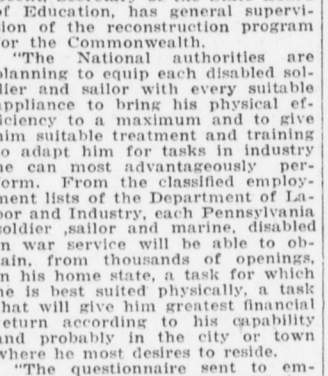 of Education, has general supervi-
ion of the reconstruction program
or the Commonwealth.
"The National authorities are
planning to equip each disabled sol-
dier and sailor with every suitable
appliance to bring his physical ef-
iciency to a maximum and to give
him suitable treatment and training
to adapt him for tasks in industry
he can most advantageously per-
form. From the classified employ-
ment lists of the Department of La-
bor and Industry, each Pennsylvania
soldier ,sailor and marine, disabled
in war service will be able to ob-
tain, from thousands of openings,
in his home state, a task for which
he is best suited physically, a task
that will give him greatest financial
return according to his capability
and probably in the city or town
where he most desires to reside.
"The questionnaire sent to em-